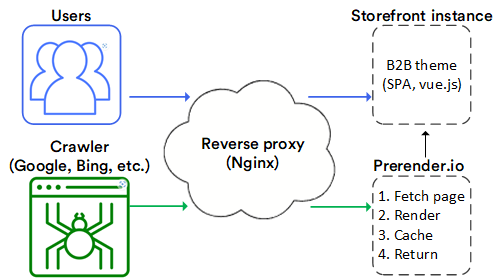 Users
Storefront instance
B2B theme
(SPA, vue.js)
Crawler
(Google, Bing, etc.)
Reverse proxy
(Nginx)
Prerender.io
1. Fetch page
2. Render
3. Cache
4. Return